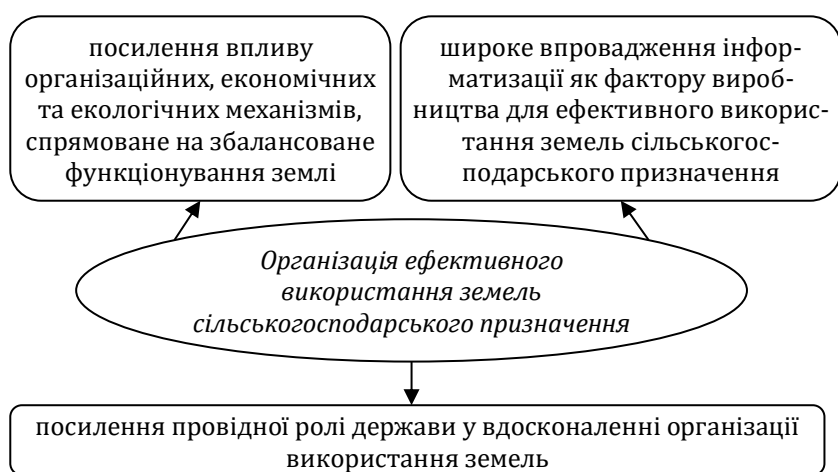 посилення впливу
організаційних, економічних
та екологічних механізмів,
спрямоване на збалансоване
функціонування землі
широке впровадження інфор-
матизації як фактору вироб-
ництва для ефективного викорис-
тання земель сільськогос-
подарського призначення
Організація ефективного
використання земель
сільськогосподарського призначення
посилення провідної ролі держави у вдосконаленні організації
використання земель